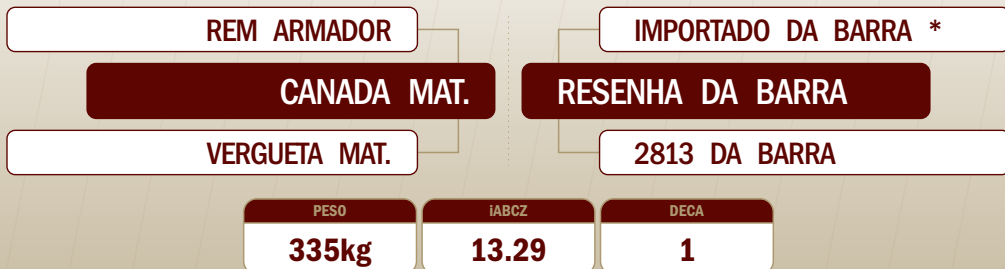 REM ARMADOR
IMPORTADO DA BARRA *
CANADA MAT.
RESENHA DA BARRA
VERGUETA MAT.
2813 DA BARRA
PESO
iABCZ
DECA
335kg
13.29
1